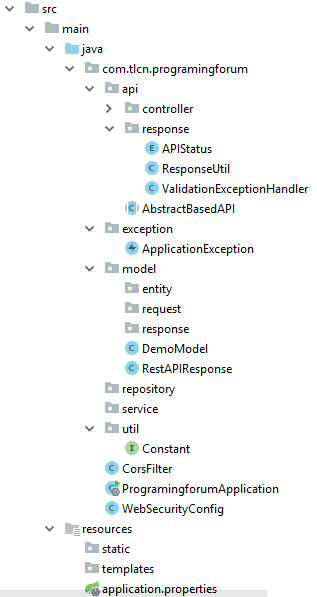 src
main
java
com.tlcn.programingforum
api
controller
response
APIStatus
ResponseUtil
ValidationExceptionHandler
AbstractBasedAPI
exception
ApplicationException
model
entity
request
response
DemoModel
RestAPIResponse
repository
service
util
Constant
CorsFilter
ProgramingforumApplication
WebSecurityConfig
resources
static
templates
application.properties